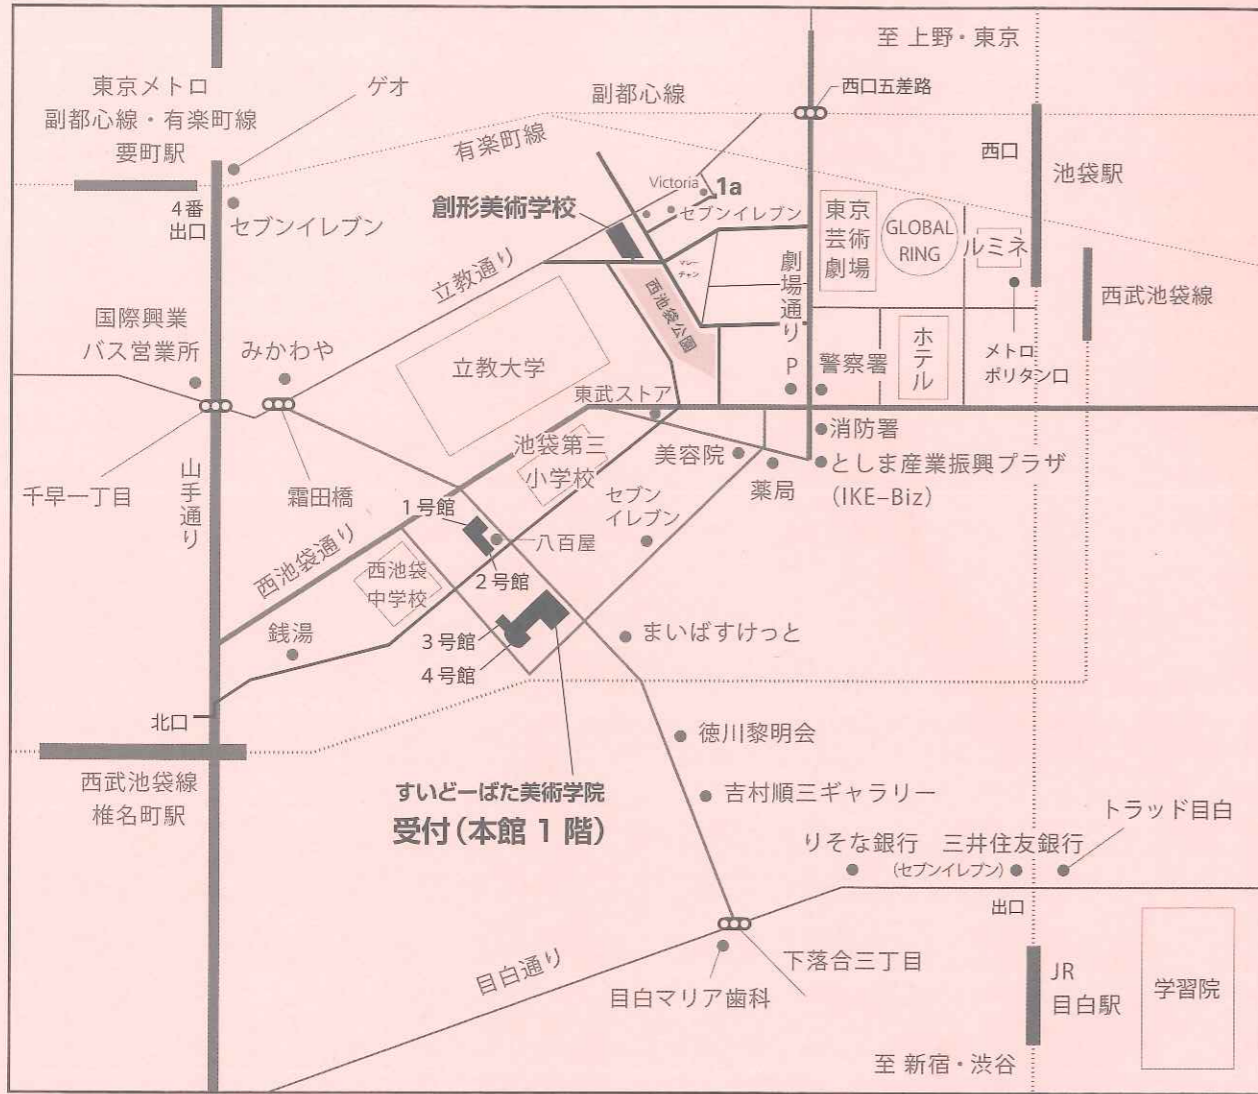 至 上野・東京
東京メトロ
副都心線・有楽町線
要町駅
ゲオ
副都心線
西口五差路
有楽町線
西口
池袋駅
4番
出口
セブンイレブン
Victoria
1a
創形美術学校
セブンイレブン
東京
芸術
劇場
GLOBAL
RING
ルミネ
立教通り
マレー
チャン
劇場通り
西池袋公園
西武池袋線
国際興業
バス営業所
みかわや
立教大学
P
警察署
ホテル
メトロ
ポリタン口
東武ストア
消防署
池袋第三
小学校
美容院
薬局
としま産業振興プラザ
(IKE–Biz)
千早一丁目
山手通り
霜田橋
セブン
イレブン
1号館
八百屋
西池袋通り
西池袋
中学校
2号館
銭湯
3号館
4号館
まいばすけっと
北口
徳川黎明会
西武池袋線
椎名町駅
すいどーばた美術学院
受付(本館 1 階)
吉村順三ギャラリー
トラッド目白
りそな銀行
三井住友銀行
(セブンイレブン)
出口
目白通り
下落合三丁目
目白マリア歯科
JR
目白駅
学習院
至 新宿・渋谷